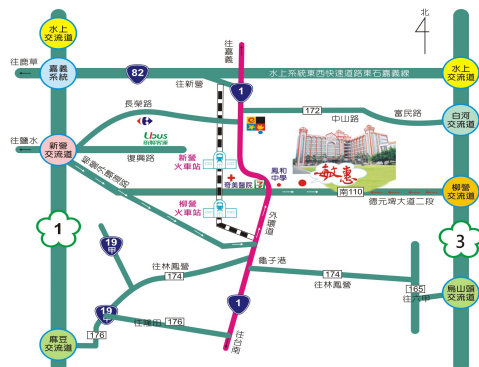 北
水上
交流道
往嘉義
水上
交流道
往鹿草
嘉義
系統
82
往新營
水上系統東西快速道路東石嘉義線
1
長榮路
172
中山路
富民路
白河
交流道
Ubus
往鹽水
新營
交流道
復興路
新營
火車站
鳳和
中學
敏惠
奇美醫院
南110
德元埤大道二段
柳營
交流道
柳營
火車站
外環道
1
3
19
甲
龜子港
往林鳳營
174
174
往林鳳營
165
往六甲
烏山頭
交流道
19
1
176
176
麻豆
交流道
往台南